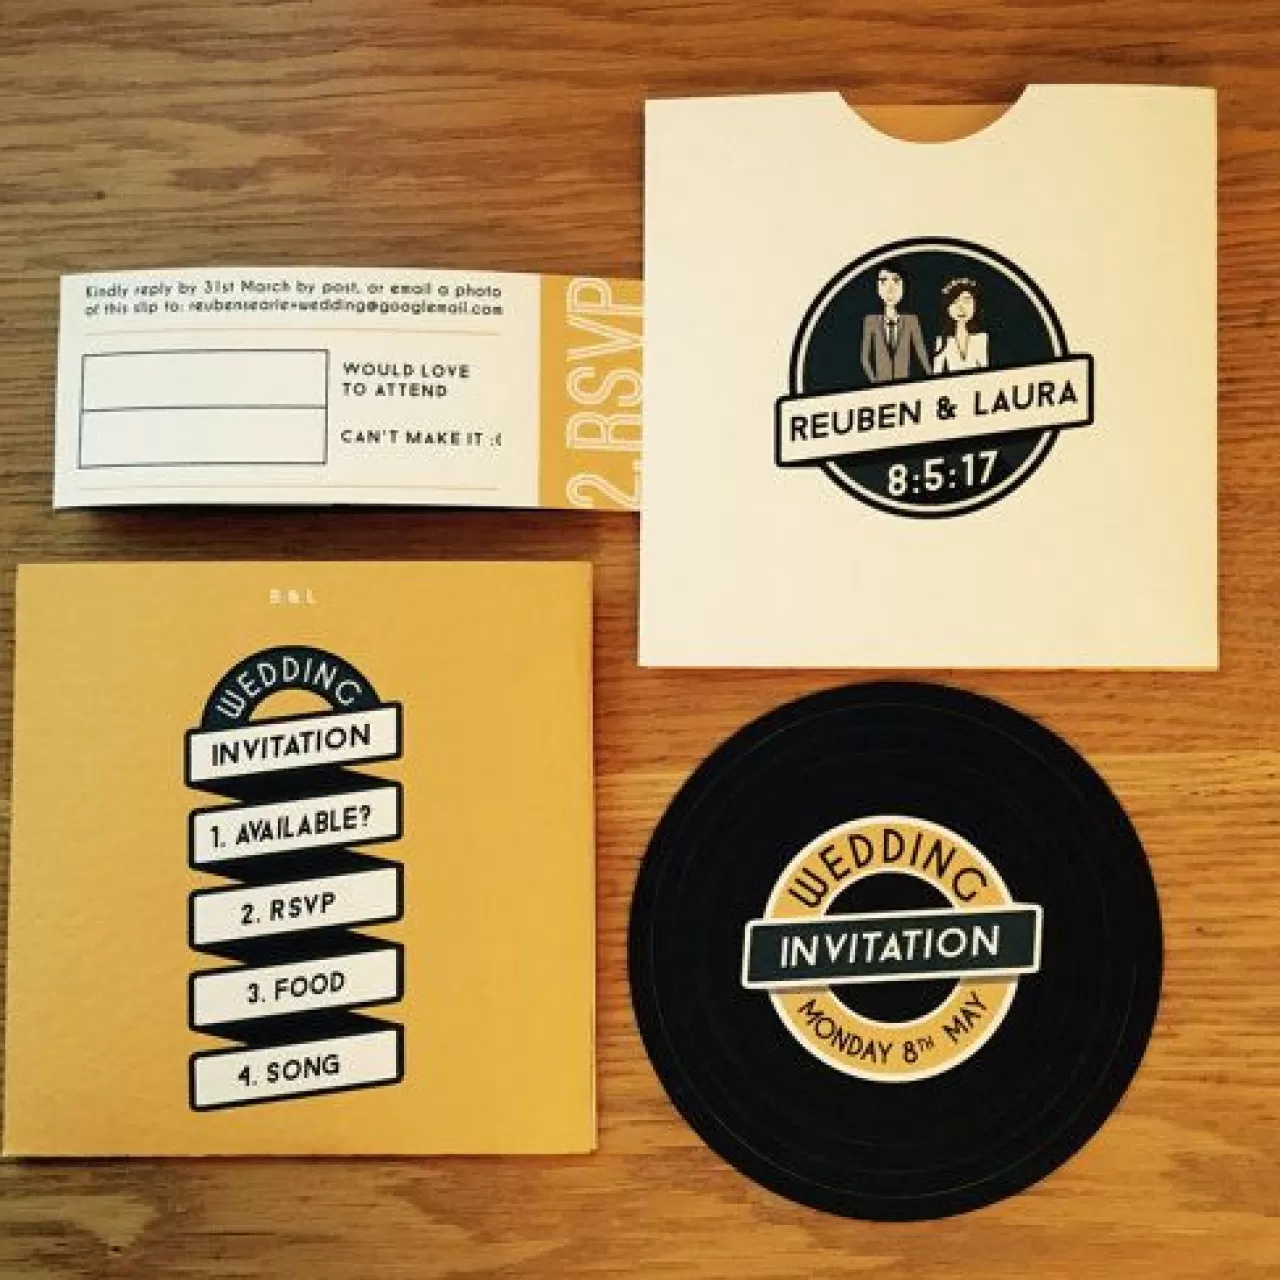 Kindly reply by 31st March by post, or email a photo
of this slip to: reubensearle+wedding@googlemail.com
WOULD LOVE
TO ATTEND
CAN'T MAKE IT :(
2. RSVP
REUBEN & LAURA
8:5:17
R & L
WEDDING
INVITATION
1. AVAILABLE?
2. RSVP
3. FOOD
4. SONG
WEDDING
INVITATION
MONDAY 8TH MAY